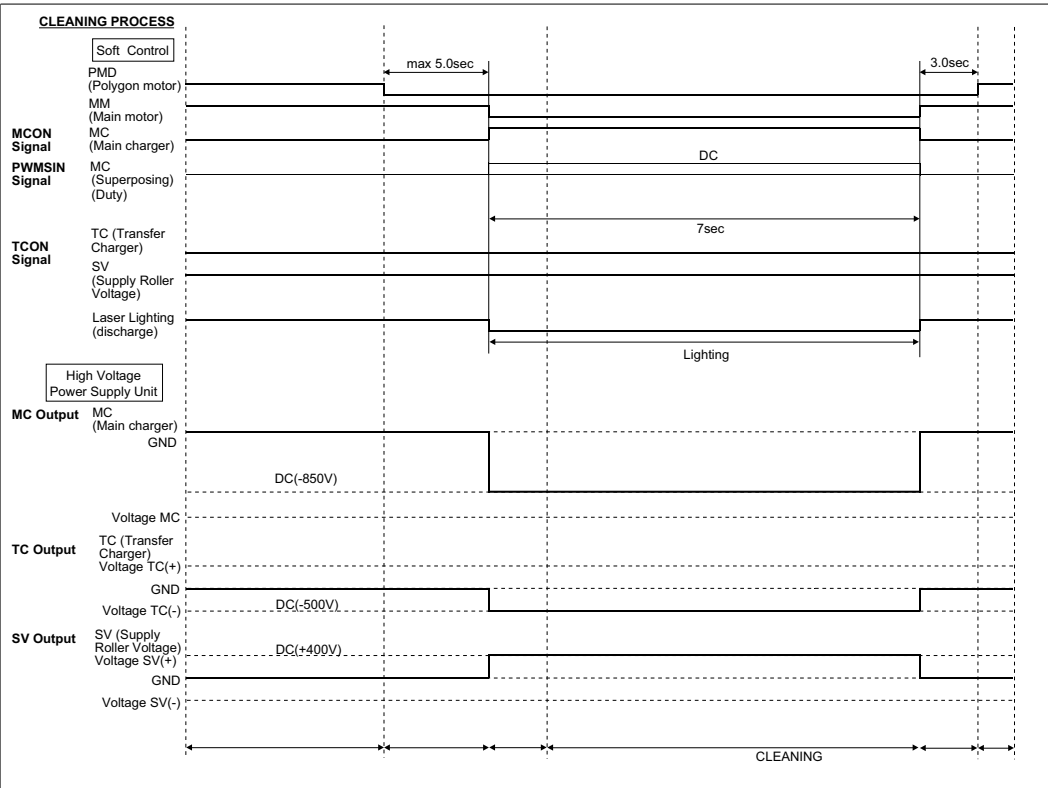 CLEANING PROCESS
Soft Control
PMD
(Polygon motor)
max 5.0sec
3.0sec
MM
(Main motor)
MCON
Signal
MC
(Main charger)
PWMSIN
Signal
MC
(Superposing)
(Duty)
DC
7sec
TCON
Signal
TC (Transfer
Charger)
SV
(Supply Roller
Voltage)
Laser Lighting
(discharge)
Lighting
High Voltage
Power Supply Unit
MC Output
MC
(Main charger)
GND
DC(-850V)
Voltage MC
TC Output
TC (Transfer
Charger)
Voltage TC(+)
GND
Voltage TC(-)
DC(-500V)
SV Output
SV (Supply
Roller Voltage)
Voltage SV(+)
DC(+400V)
GND
Voltage SV(-)
CLEANING